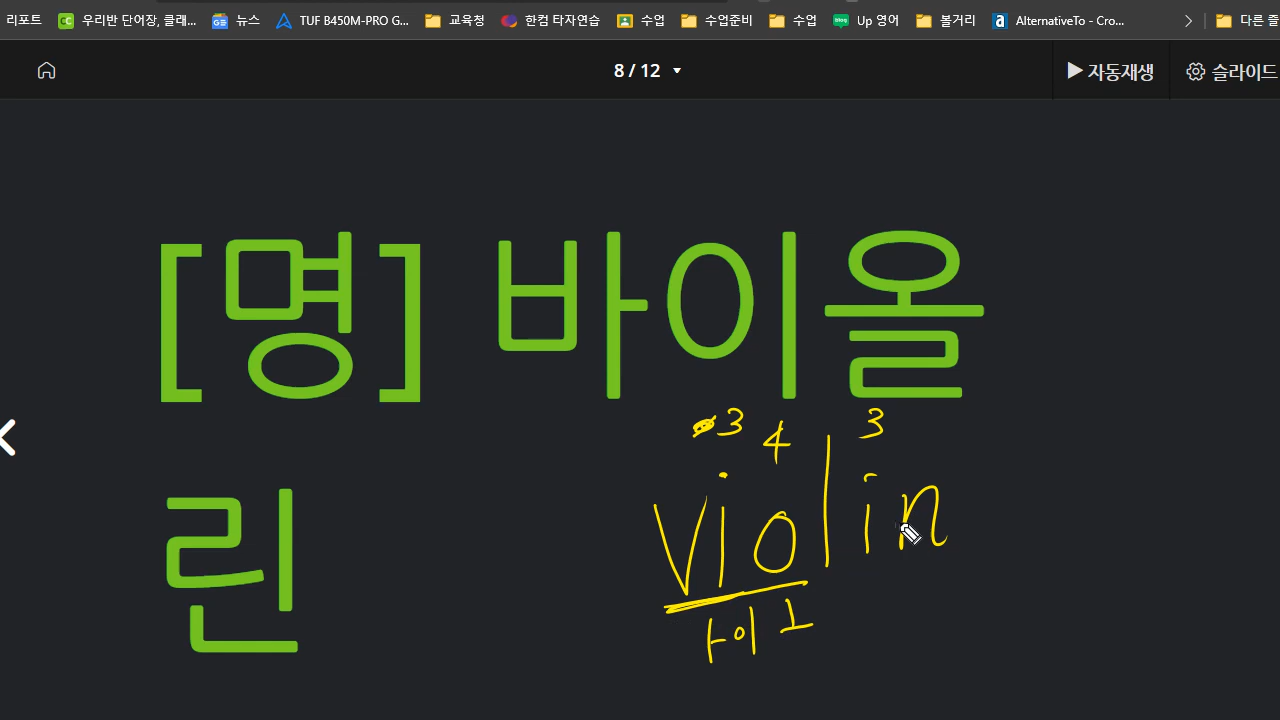 리포트 우리반 단어장, 클래... 뉴스 TUF B450M-PRO G... 교육청 한컴 타자연습 수업 수업준비 수업 Up 영어 볼거리 AlternativeTo - Cro... 다른 즐
8 / 12 자동재생 슬라이드
[명] 바이올
린
3 4 3
violin
ㅏ이 ㅗ